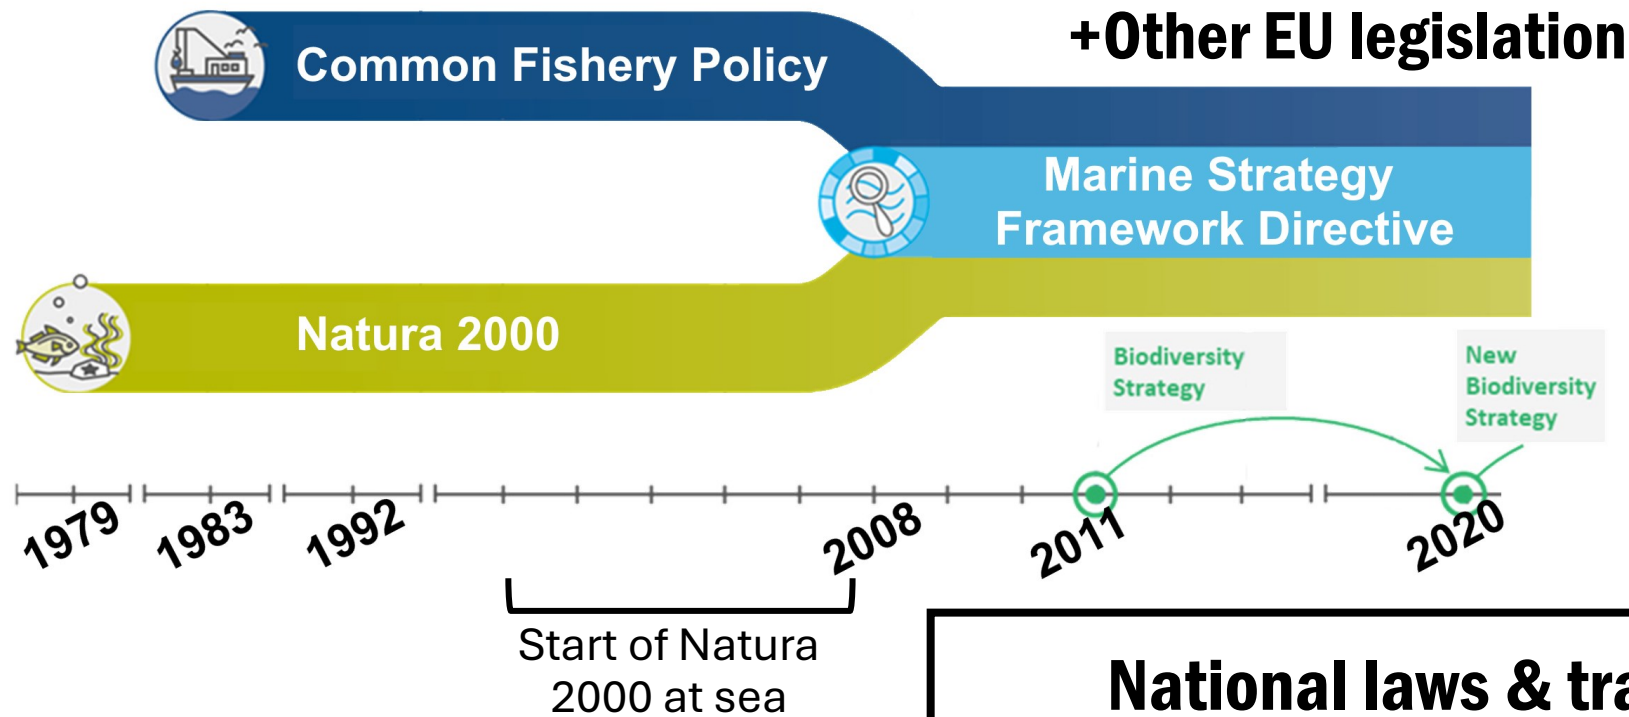 +Other EU legislation
Common Fishery Policy
Marine Strategy
Framework Directive
Natura 2000
Biodiversity
Strategy
New
Biodiversity
Strategy
1979
1983
1992
2008
2011
2020
Start of Natura
2000 at sea
National laws &